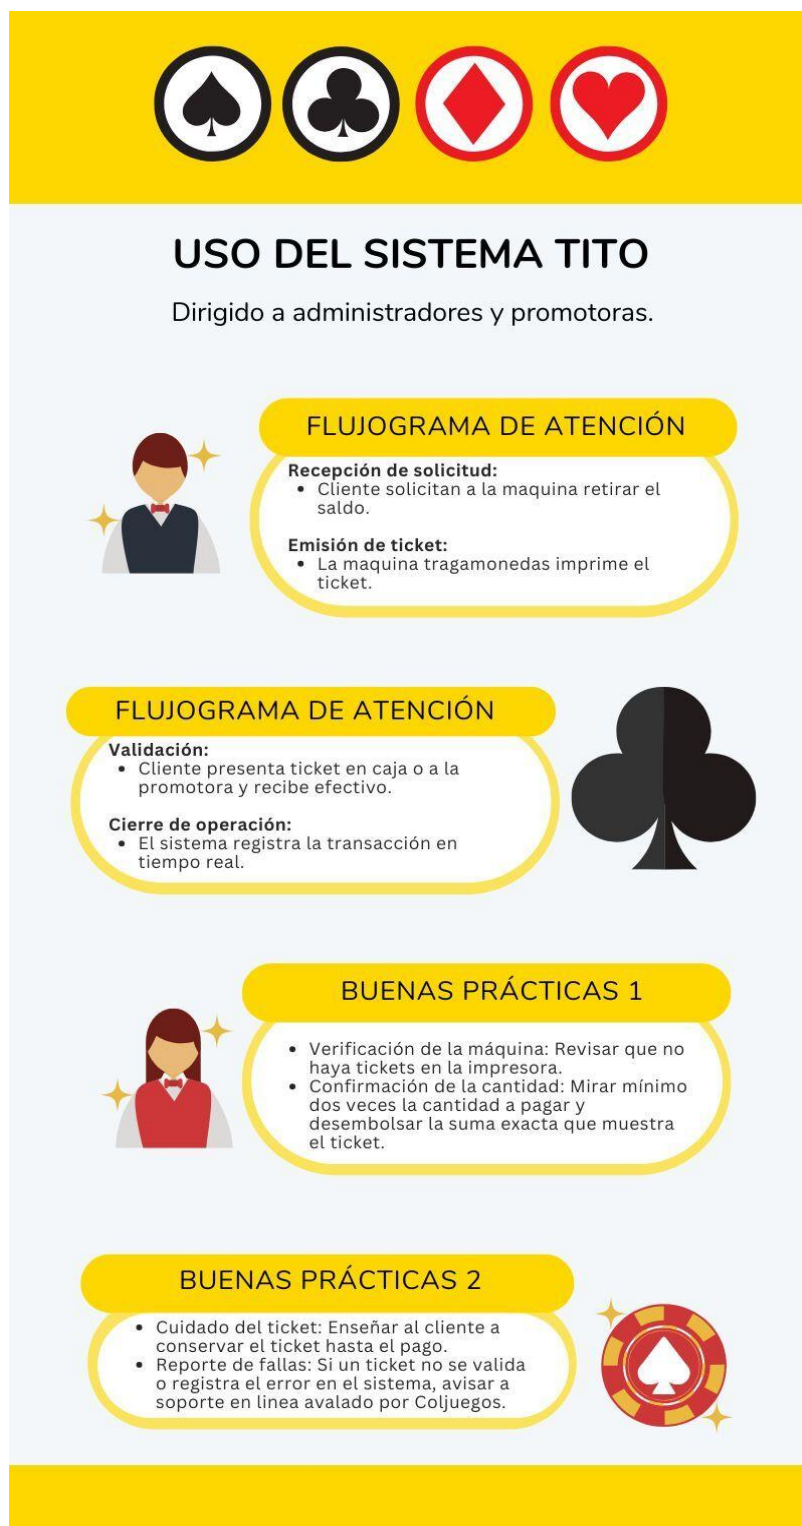 USO DEL SISTEMA TITO
Dirigido a administradores y promotoras.
FLUJOGRAMA DE ATENCIÓN
Recepción de solicitud:
• Cliente solicitan a la maquina retirar el
saldo.
Emisión de ticket:
• La maquina tragamonedas imprime el
ticket.
FLUJOGRAMA DE ATENCIÓN
Validación:
• Cliente presenta ticket en caja o a la
promotora y recibe efectivo.
Cierre de operación:
• El sistema registra la transacción en
tiempo real.
BUENAS PRÁCTICAS 1
• Verificación de la máquina: Revisar que no
haya tickets en la impresora.
• Confirmación de la cantidad: Mirar mínimo
dos veces la cantidad a pagar y
desembolsar la suma exacta que muestra
el ticket.
BUENAS PRÁCTICAS 2
• Cuidado del ticket: Enseñar al cliente a
conservar el ticket hasta el pago.
• Reporte de fallas: Si un ticket no se valida
o registra el error en el sistema, avisar a
soporte en linea avalado por Coljuegos.